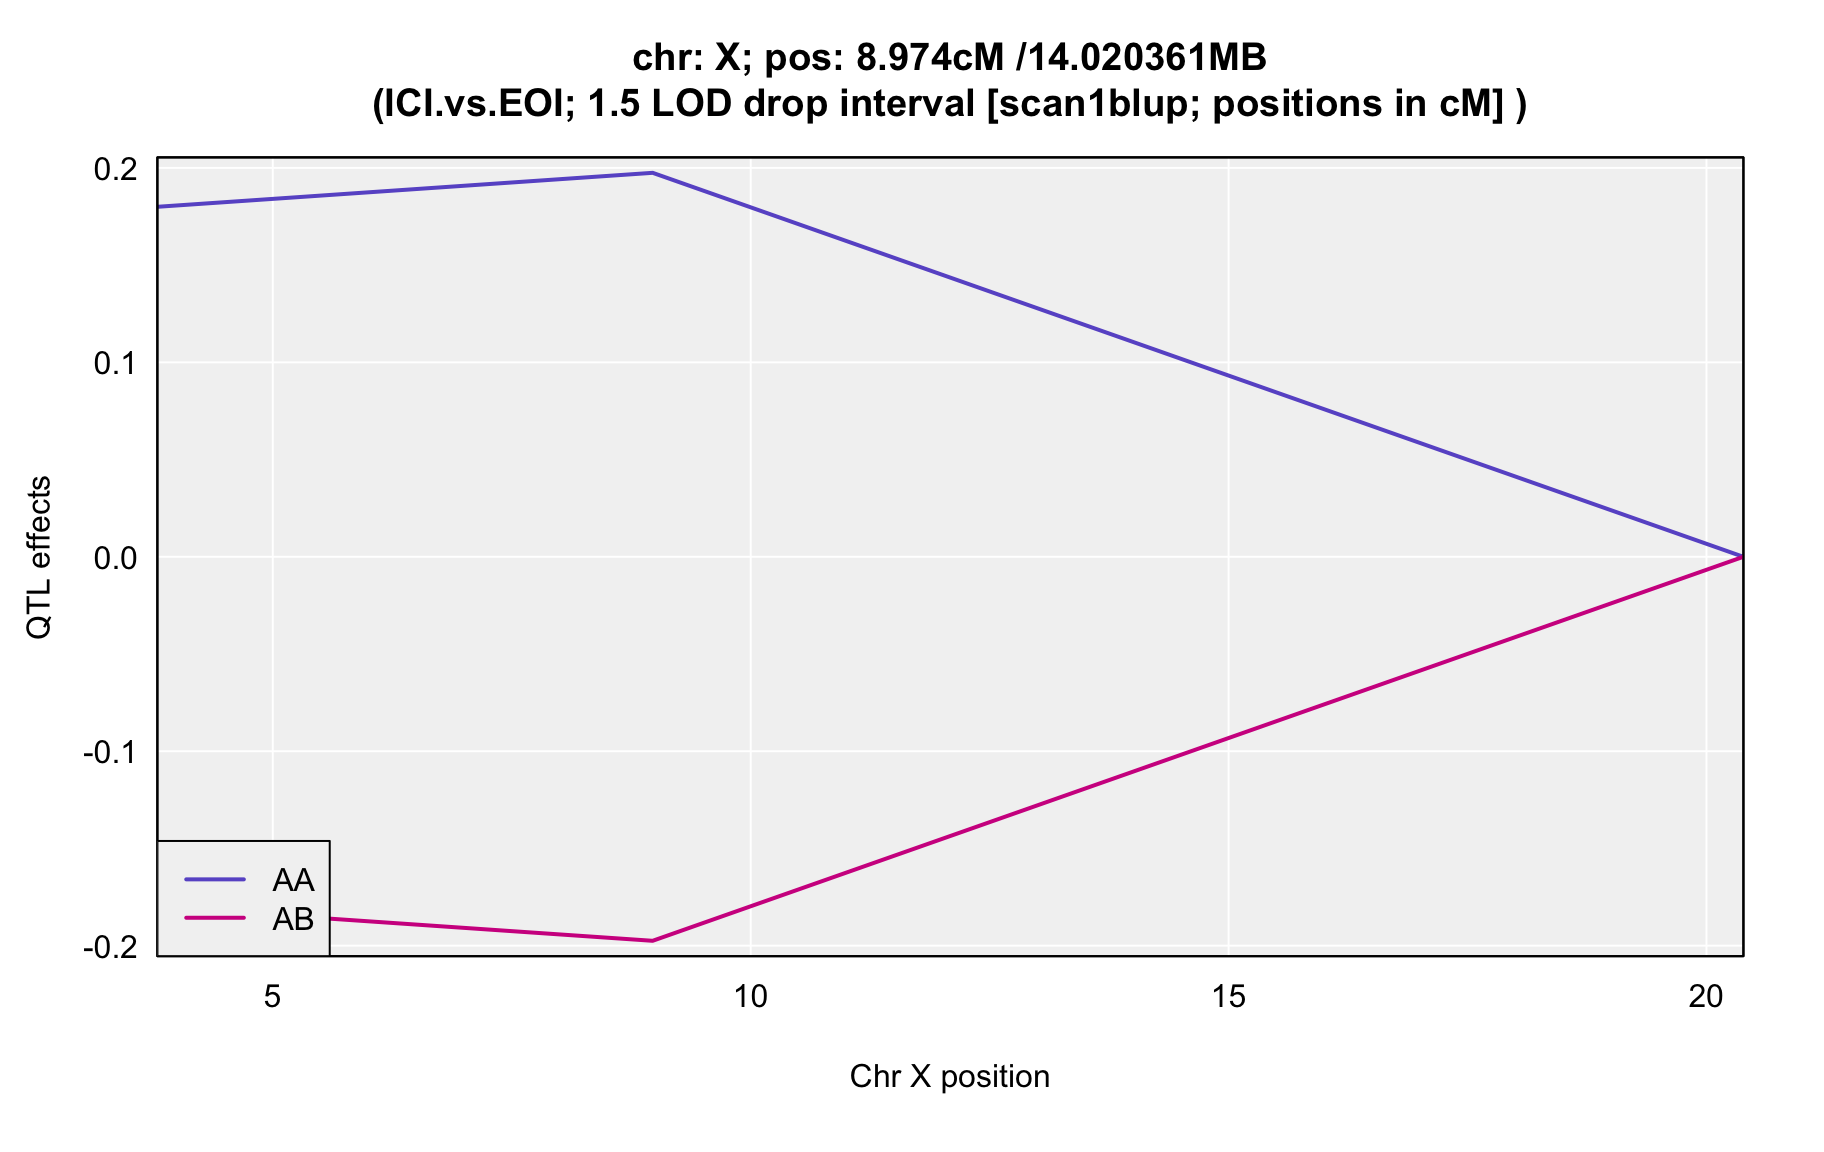 chr: X; pos: 8.974cM /14.020361MB
(ICI.vs.EOI; 1.5 LOD drop interval [scan1blup; positions in cM] )
0.2
0.1
0.0
-0.1
-0.2
QTL effects
AA
AB
5 10 15 20
Chr X position